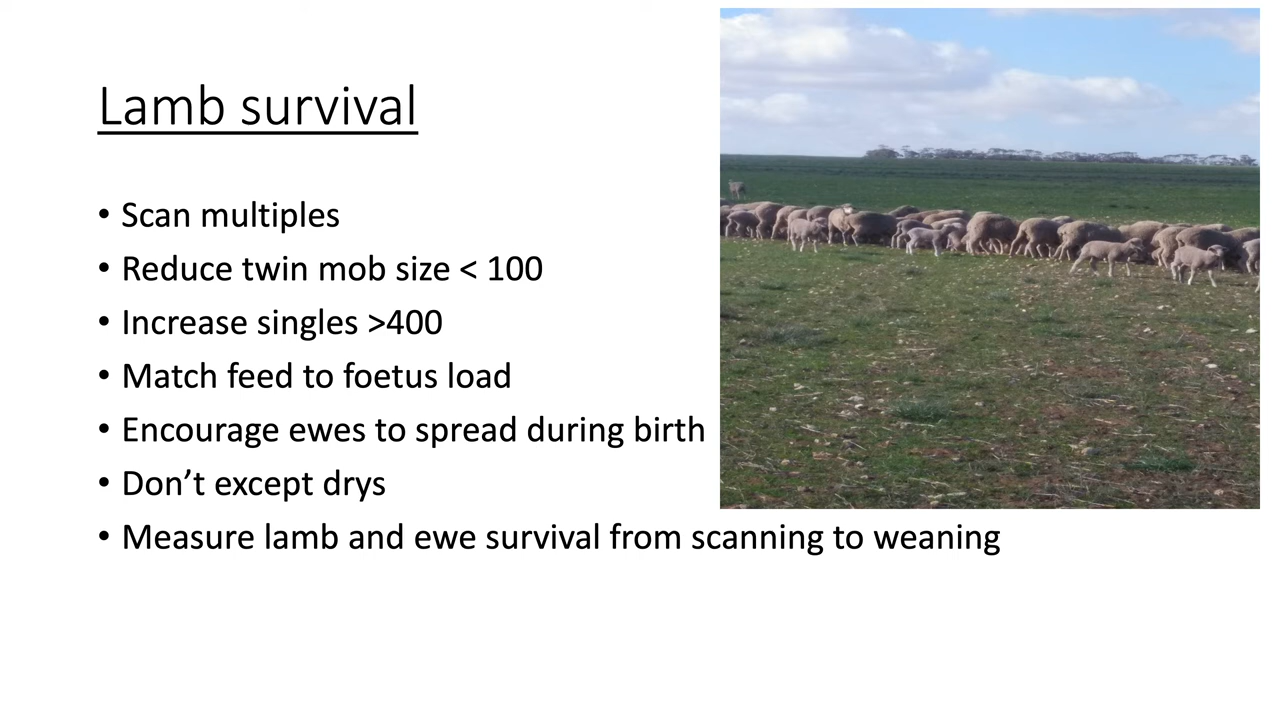 Lamb survival
• Scan multiples
• Reduce twin mob size < 100
• Increase singles >400
• Match feed to foetus load
• Encourage ewes to spread during birth
• Don’t except drys
• Measure lamb and ewe survival from scanning to weaning